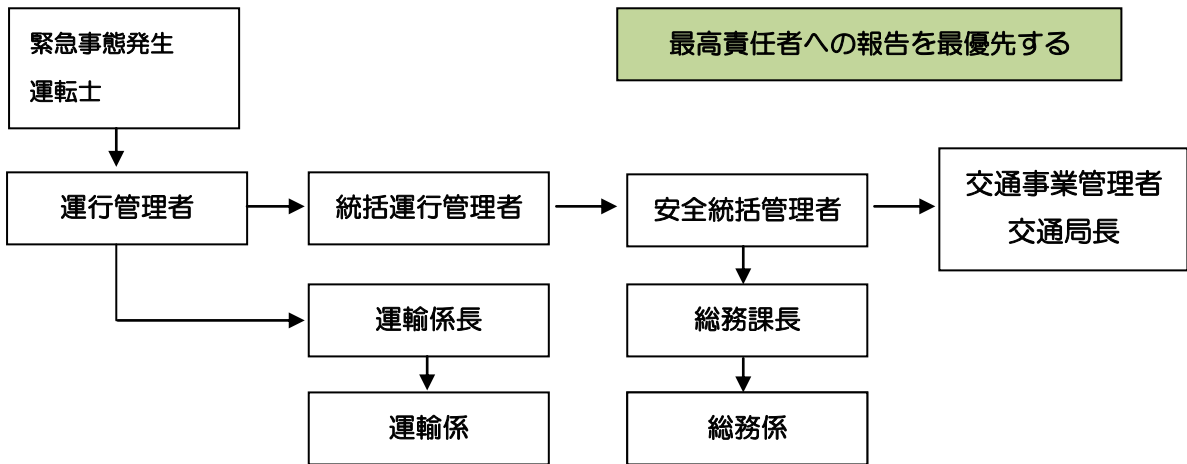 緊急事態発生
運転士
最高責任者への報告を最優先する
運行管理者
統括運行管理者
安全統括管理者
交通事業管理者
交通局長
運輸係長
総務課長
運輸係
総務係